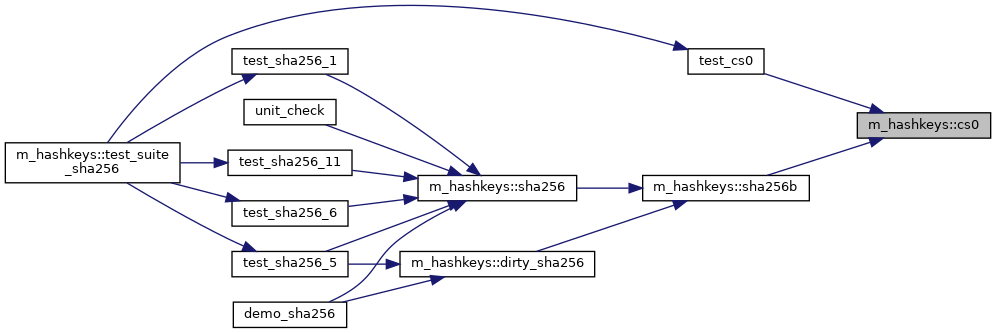 test_sha256_1
test_cs0
unit_check
m_hashkeys::cs0
m_hashkeys::test_suite
_sha256
test_sha256_11
m_hashkeys::sha256
m_hashkeys::sha256b
test_sha256_6
test_sha256_5
m_hashkeys::dirty_sha256
demo_sha256